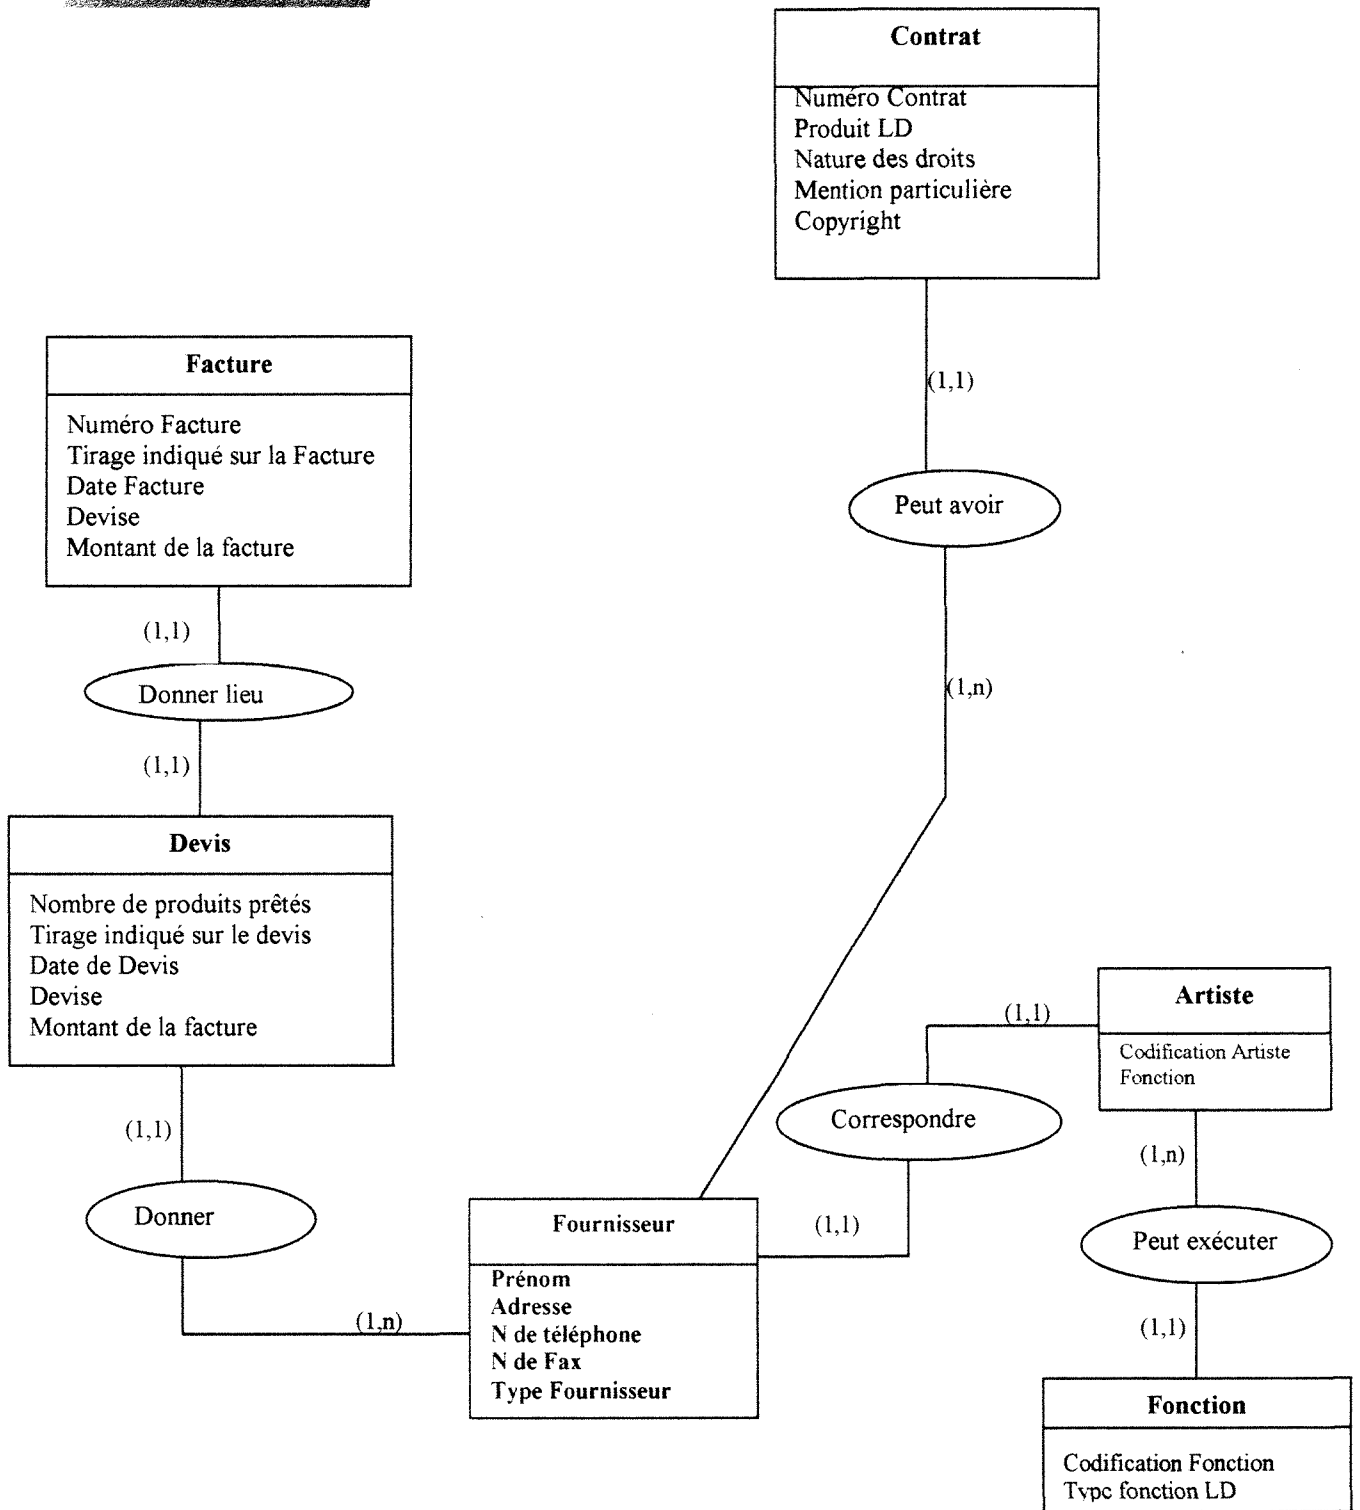 Contrat
Numéro Contrat
Produit LD
Nature des droits
Mention particulière
Copyright
(1,1)
Peut avoir
(1,n)
Facture
Numéro Facture
Tirage indiqué sur la Facture
Date Facture
Devise
Montant de la facture
(1,1)
Donner lieu
(1,1)
Devis
Nombre de produits prêtés
Tirage indiqué sur le devis
Date de Devis
Devise
Montant de la facture
(1,1)
Donner
(1,n)
Fournisseur
Prénom
Adresse
N de téléphone
N de Fax
Type Fournisseur
(1,1)
Correspondre
(1,1)
Artiste
Codification Artiste
Fonction
(1,n)
Peut exécuter
(1,1)
Fonction
Codification Fonction
Type fonction LD